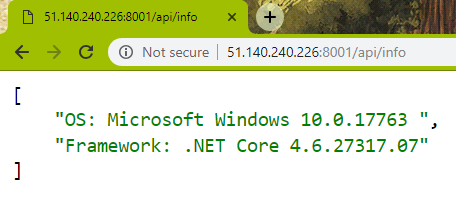 51.140.240.226:8001/api/info
Not secure | 51.140.240.226:8001/api/info
[
"OS: Microsoft Windows 10.0.17763 ",
"Framework: .NET Core 4.6.27317.07"
]